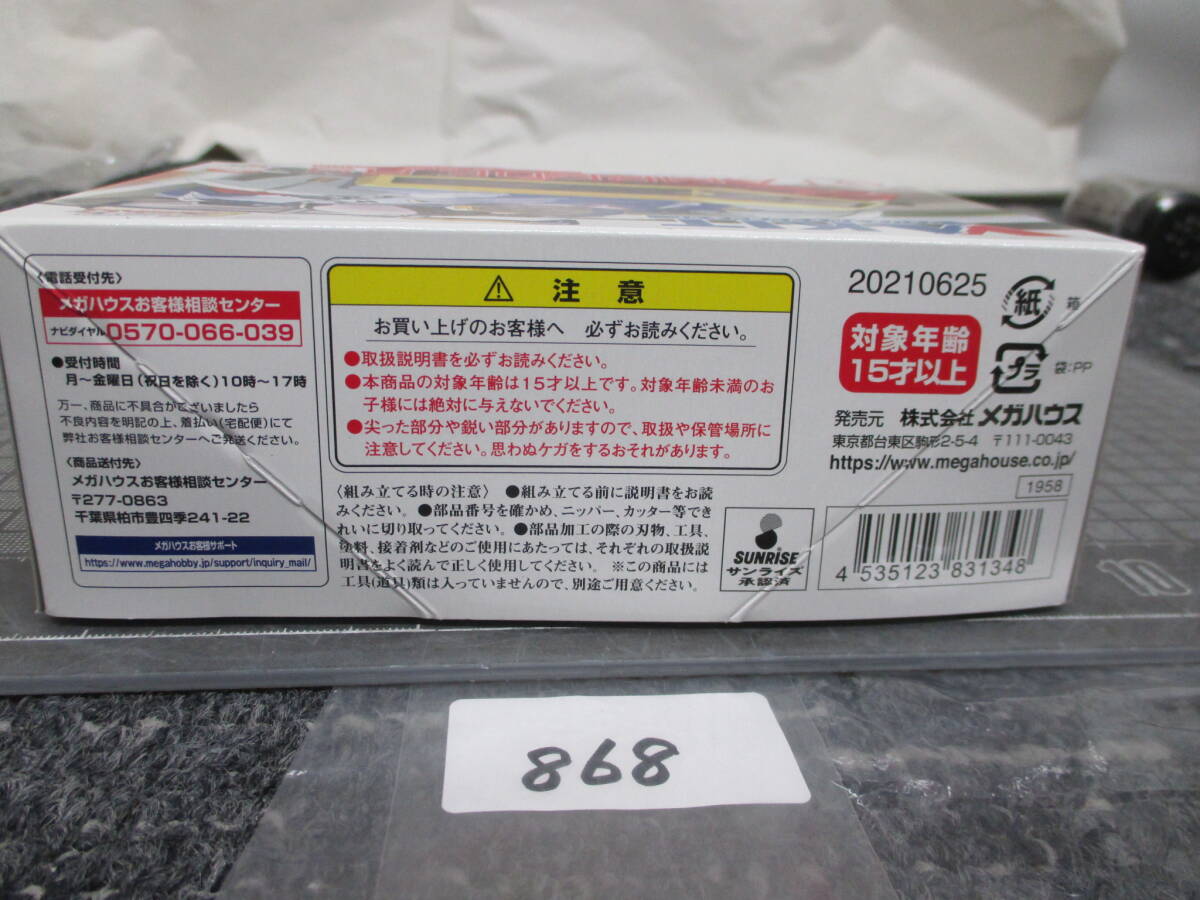 〈電話受付先〉
メガハウスお客様相談センター
ナビダイヤル0570-066-039
●受付時間
月～金曜日(祝日を除く)10時～17時
万一、商品に不具合がございましたら
不良内容を明記の上、着払い(宅配便)にて
弊社お客様相談センターへご発送ください。
〈商品送付先〉
メガハウスお客様相談センター
〒277-0863
千葉県柏市豊四季241-22
メガハウスお客様サポート
https://www.megahobby.jp/support/inquiry_mail/
⚠ 注 意
お買い上げのお客様へ 必ずお読みください。
●取扱説明書を必ずお読みください。
●本商品の対象年齢は15才以上です。対象年齢未満のお
子様には絶対に与えないでください。
●尖った部分や鋭い部分がありますので、取扱や保管場所に
注意してください。思わぬケガをするおそれがあります。
〈組み立てる時の注意〉 ●組み立てる前に説明書をお読
みください。●部品番号を確かめ、ニッパー、カッター等でき
れいに切り取ってください。●部品加工の際の刃物、工具、
塗料、接着剤などのご使用にあたっては、それぞれの取扱説
明書をよく読んで正しく使用してください。 ※この商品には
工具(道具)類は入っていませんので、別途ご用意ください。
SUNRISE
サンライズ
承認済
20210625
対象年齢
15才以上
紙
箱
プラ
袋:PP
発売元 株式会社メガハウス
東京都台東区駒形2-5-4 〒111-0043
https://www.megahouse.co.jp/
1958
4 535123 831348
10
868